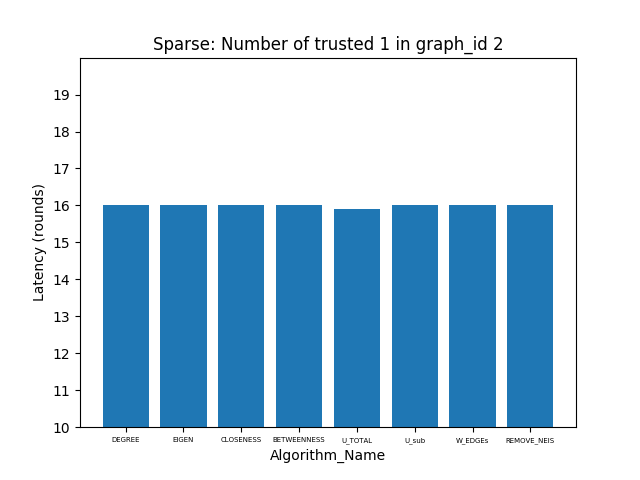 Sparse: Number of trusted 1 in graph_id 2
Latency (rounds)
19
18
17
16
15
14
13
12
11
10
DEGREE EIGEN CLOSENESS BETWEENNESS U_TOTAL U_sub W_EDGEs REMOVE_NEIS
Algorithm_Name